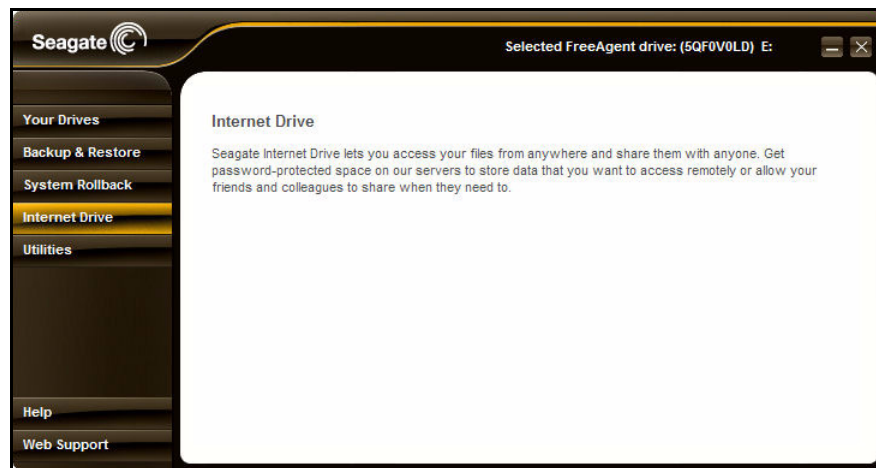 Seagate
Selected FreeAgent drive: (5QF0V0LD) E:
Your Drives
Backup & Restore
System Rollback
Internet Drive
Utilities
Help
Web Support
Internet Drive
Seagate Internet Drive lets you access your files from anywhere and share them with anyone. Get
password-protected space on our servers to store data that you want to access remotely or allow your
friends and colleagues to share when they need to.